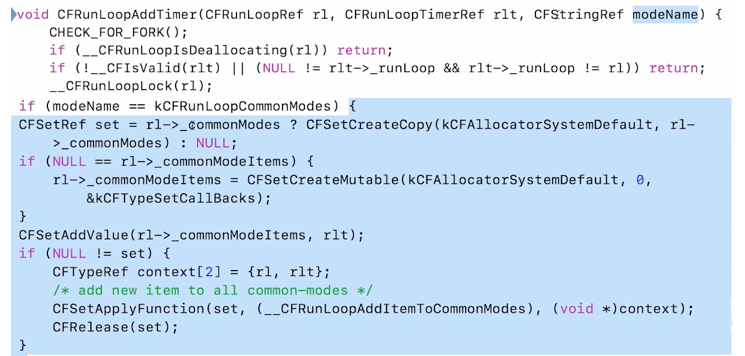 void CFRunLoopAddTimer(CFRunLoopRef rl, CFRunLoopTimerRef rlt, CFStringRef modeName) {
CHECK_FOR_FORK();
if (__CFRunLoopIsDeallocating(rl)) return;
if (!__CFIsValid(rlt) || (NULL != rlt->_runLoop && rlt->_runLoop != rl)) return;
__CFRunLoopLock(rl);
if (modeName == kCFRunLoopCommonModes) {
CFSetRef set = rl->_commonModes ? CFSetCreateCopy(kCFAllocatorSystemDefault, rl-
>_commonModes) : NULL;
if (NULL == rl->_commonModeItems) {
rl->_commonModeItems = CFSetCreateMutable(kCFAllocatorSystemDefault, 0,
&kCFTypeSetCallBacks);
}
CFSetAddValue(rl->_commonModeItems, rlt);
if (NULL != set) {
CFTypeRef context[2] = {rl, rlt};
/* add new item to all common-modes */
CFSetApplyFunction(set, (__CFRunLoopAddItemToCommonModes), (void *)context);
CFRelease(set);
}